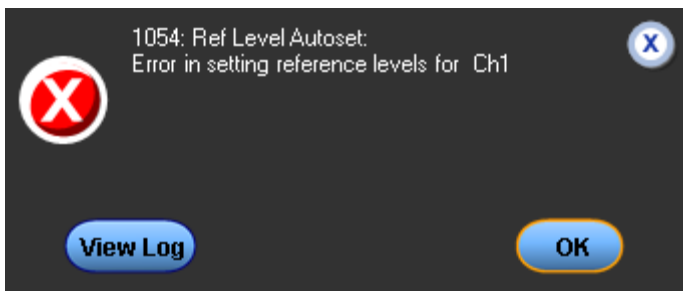 1054: Ref Level Autoset:
Error in setting reference levels for  Ch1
X
X
View Log
OK